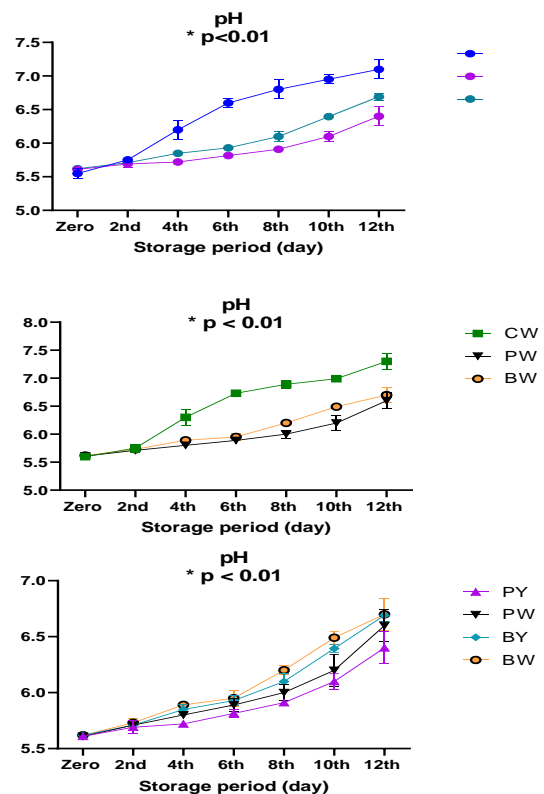 pH
* p<0.01
7.5
7.0
6.5
6.0
5.5
5.0
Zero 2nd 4th 6th 8th 10th 12th
Storage period (day)
pH
* p < 0.01
8.0
7.5
7.0
6.5
6.0
5.5
5.0
CW
PW
BW
Zero 2nd 4th 6th 8th 10th 12th
Storage period (day)
pH
* p < 0.01
7.0
6.5
6.0
5.5
PY
PW
BY
BW
Zero 2nd 4th 6th 8th 10th 12th
Storage period (day)